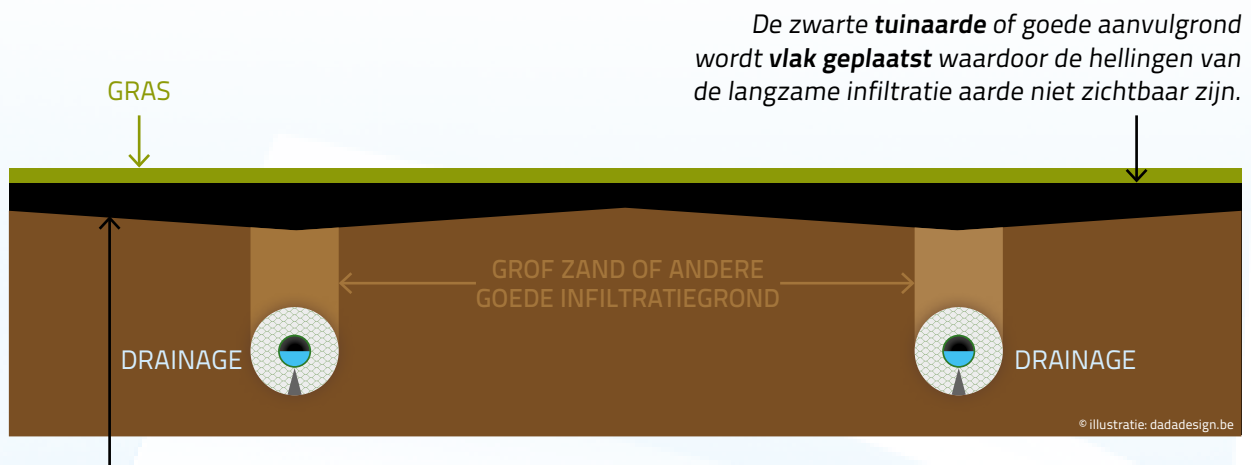 De zwarte tuinaarde of goede aanvulgrond
wordt vlak geplaatst waardoor de hellingen van
de langzame infiltratie aarde niet zichtbaar zijn.
GRAS
GROF ZAND OF ANDERE
GOEDE INFILTRATIEGROND
DRAINAGE
DRAINAGE
© illustratie: dadadesign.be